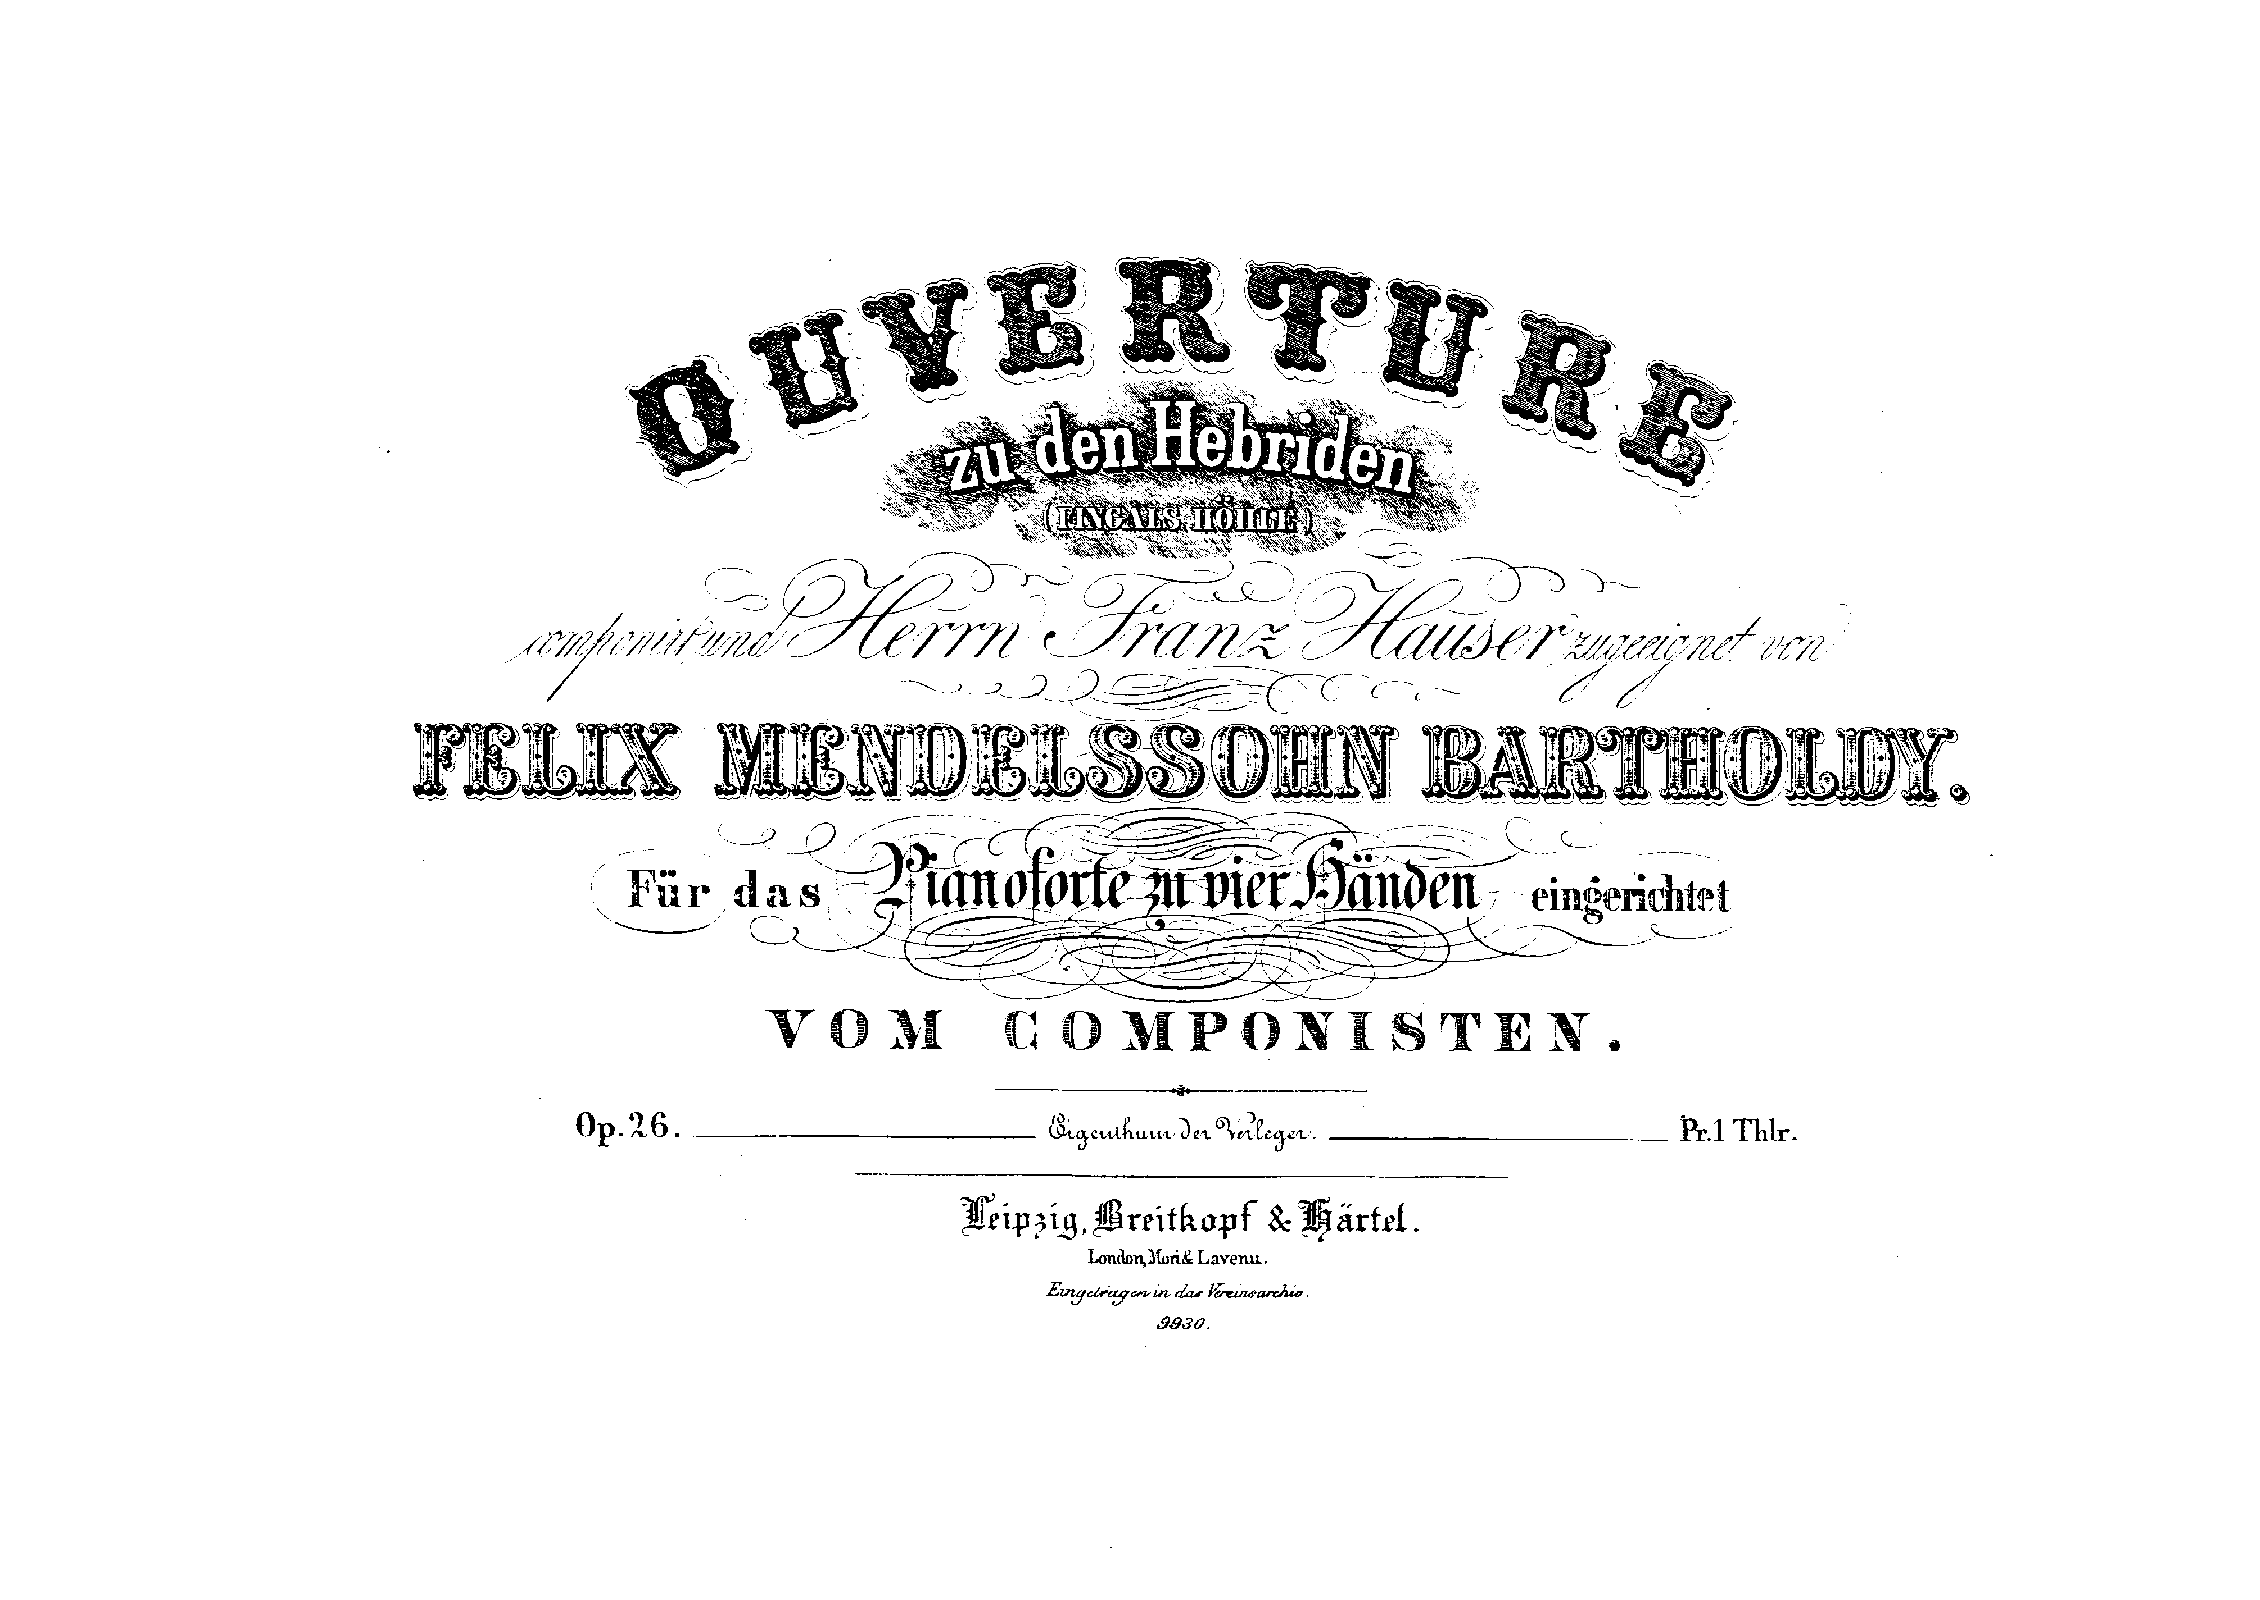 OUVERTURE
zu den Hebriden
(FINGALS HÖHLE)
componirt und Herrn Franz Hauser zugeeignet von
FELIX MENDELSSOHN BARTHOLDY.
Für das Pianoforte zu vier Händen eingerichtet
VOM COMPONISTEN.
Op. 26. Eigenthum der Verleger. Pr. 1 Thlr.
Leipzig, Breitkopf & Härtel.
London, Mori & Lavenu.
Eingetragen in das Vereinsarchiv.